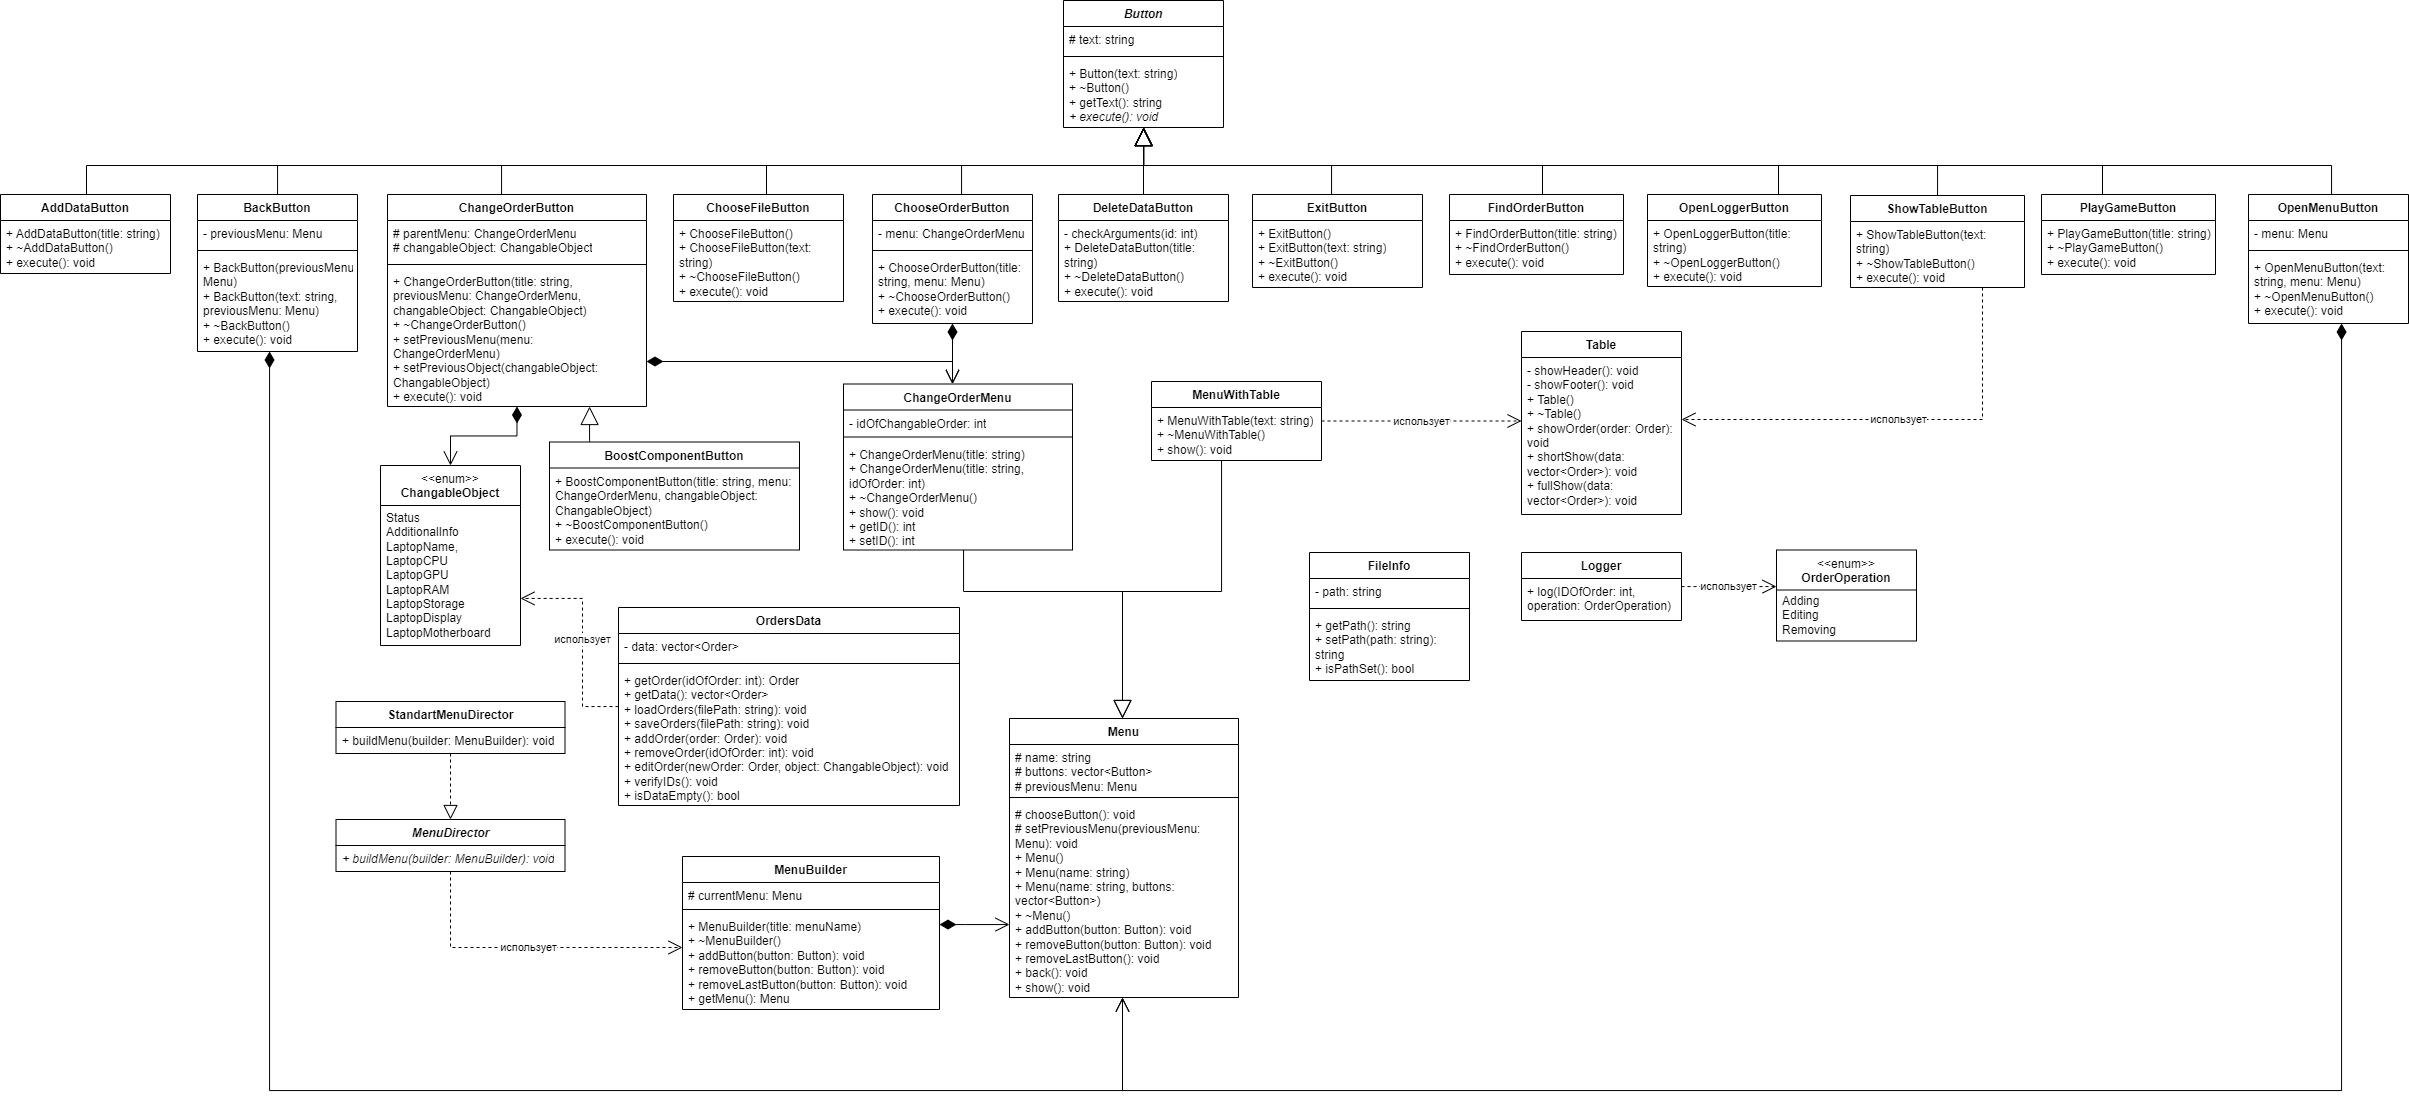 Button
# text: string
+ Button(text: string)
+ ~Button()
+ getText(): string
+ execute(): void
AddDataButton
+ AddDataButton(title: string)
+ ~AddDataButton()
+ execute(): void
BackButton
- previousMenu: Menu
+ BackButton(previousMenu
Menu)
+ BackButton(text: string,
previousMenu: Menu)
+ ~BackButton()
+ execute(): void
ChangeOrderButton
# parentMenu: ChangeOrderMenu
# changableObject: ChangableObject
+ ChangeOrderButton(title: string,
previousMenu: ChangeOrderMenu,
changableObject: ChangableObject)
+ ~ChangeOrderButton()
+ setPreviousMenu(menu:
ChangeOrderMenu)
+ setPreviousObject(changableObject:
ChangableObject)
+ execute(): void
ChooseFileButton
+ ChooseFileButton()
+ ChooseFileButton(text:
string)
+ ~ChooseFileButton()
+ execute(): void
ChooseOrderButton
- menu: ChangeOrderMenu
+ ChooseOrderButton(title:
string, menu: Menu)
+ ~ChooseOrderButton()
+ execute(): void
DeleteDataButton
- checkArguments(id: int)
+ DeleteDataButton(title:
string)
+ ~DeleteDataButton()
+ execute(): void
ExitButton
+ ExitButton()
+ ExitButton(text: string)
+ ~ExitButton()
+ execute(): void
FindOrderButton
+ FindOrderButton(title: string)
+ ~FindOrderButton()
+ execute(): void
OpenLoggerButton
+ OpenLoggerButton(title:
string)
+ ~OpenLoggerButton()
+ execute(): void
ShowTableButton
+ ShowTableButton(text:
string)
+ ~ShowTableButton()
+ execute(): void
PlayGameButton
+ PlayGameButton(title: string)
+ ~PlayGameButton()
+ execute(): void
OpenMenuButton
- menu: Menu
+ OpenMenuButton(text:
string, menu: Menu)
+ ~OpenMenuButton()
+ execute(): void
Table
- showHeader(): void
- showFooter(): void
+ Table()
+ ~Table()
+ showOrder(order: Order):
void
+ shortShow(data:
vector<Order>): void
+ fullShow(data:
vector<Order>): void
использует
использует
MenuWithTable
+ MenuWithTable(text: string)
+ ~MenuWithTable()
+ show(): void
ChangeOrderMenu
- idOfChangableOrder: int
+ ChangeOrderMenu(title: string)
+ ChangeOrderMenu(title: string,
idOfOrder: int)
+ ~ChangeOrderMenu()
+ show(): void
+ getID(): int
+ setID(): int
BoostComponentButton
+ BoostComponentButton(title: string, menu:
ChangeOrderMenu, changableObject:
ChangableObject)
+ ~BoostComponentButton()
+ execute(): void
<<enum>>
ChangableObject
Status
AdditionalInfo
LaptopName,
LaptopCPU
LaptopGPU
LaptopRAM
LaptopStorage
LaptopDisplay
LaptopMotherboard
использует
OrdersData
- data: vector<Order>
+ getOrder(idOfOrder: int): Order
+ getData(): vector<Order>
+ loadOrders(filePath: string): void
+ saveOrders(filePath: string): void
+ addOrder(order: Order): void
+ removeOrder(idOfOrder: int): void
+ editOrder(newOrder: Order, object: ChangableObject): void
+ verifyIDs(): void
+ isDataEmpty(): bool
FileInfo
- path: string
+ getPath(): string
+ setPath(path: string):
string
+ isPathSet(): bool
Logger
+ log(IDOfOrder: int,
operation: OrderOperation)
использует
<<enum>>
OrderOperation
Adding
Editing
Removing
StandartMenuDirector
+ buildMenu(builder: MenuBuilder): void
MenuDirector
+ buildMenu(builder: MenuBuilder): void
использует
MenuBuilder
# currentMenu: Menu
+ MenuBuilder(title: menuName)
+ ~MenuBuilder()
+ addButton(button: Button): void
+ removeButton(button: Button): void
+ removeLastButton(button: Button): void
+ getMenu(): Menu
Menu
# name: string
# buttons: vector<Button>
# previousMenu: Menu
# chooseButton(): void
# setPreviousMenu(previousMenu:
Menu): void
+ Menu()
+ Menu(name: string)
+ Menu(name: string, buttons:
vector<Button>)
+ ~Menu()
+ addButton(button: Button): void
+ removeButton(button: Button): void
+ removeLastButton(): void
+ back(): void
+ show(): void